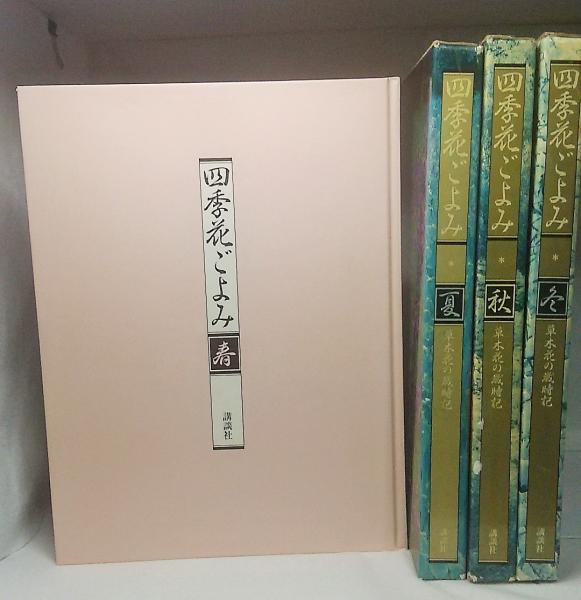 四季花ごよみ
春
講談社
四季花ごよみ
*
夏
草木花の歳時記
講談社
四季花ごよみ
*
秋
草木花の歳時記
講談社
四季花ごよみ
*
冬
草木花の歳時記
講談社